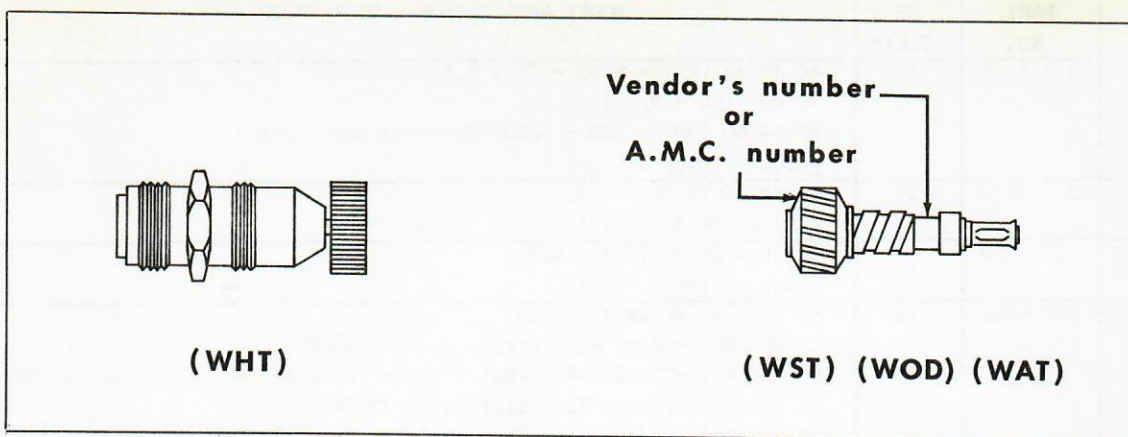 Vendor's number
or
A.M.C. number
(WHT)
(WST) (WOD) (WAT)